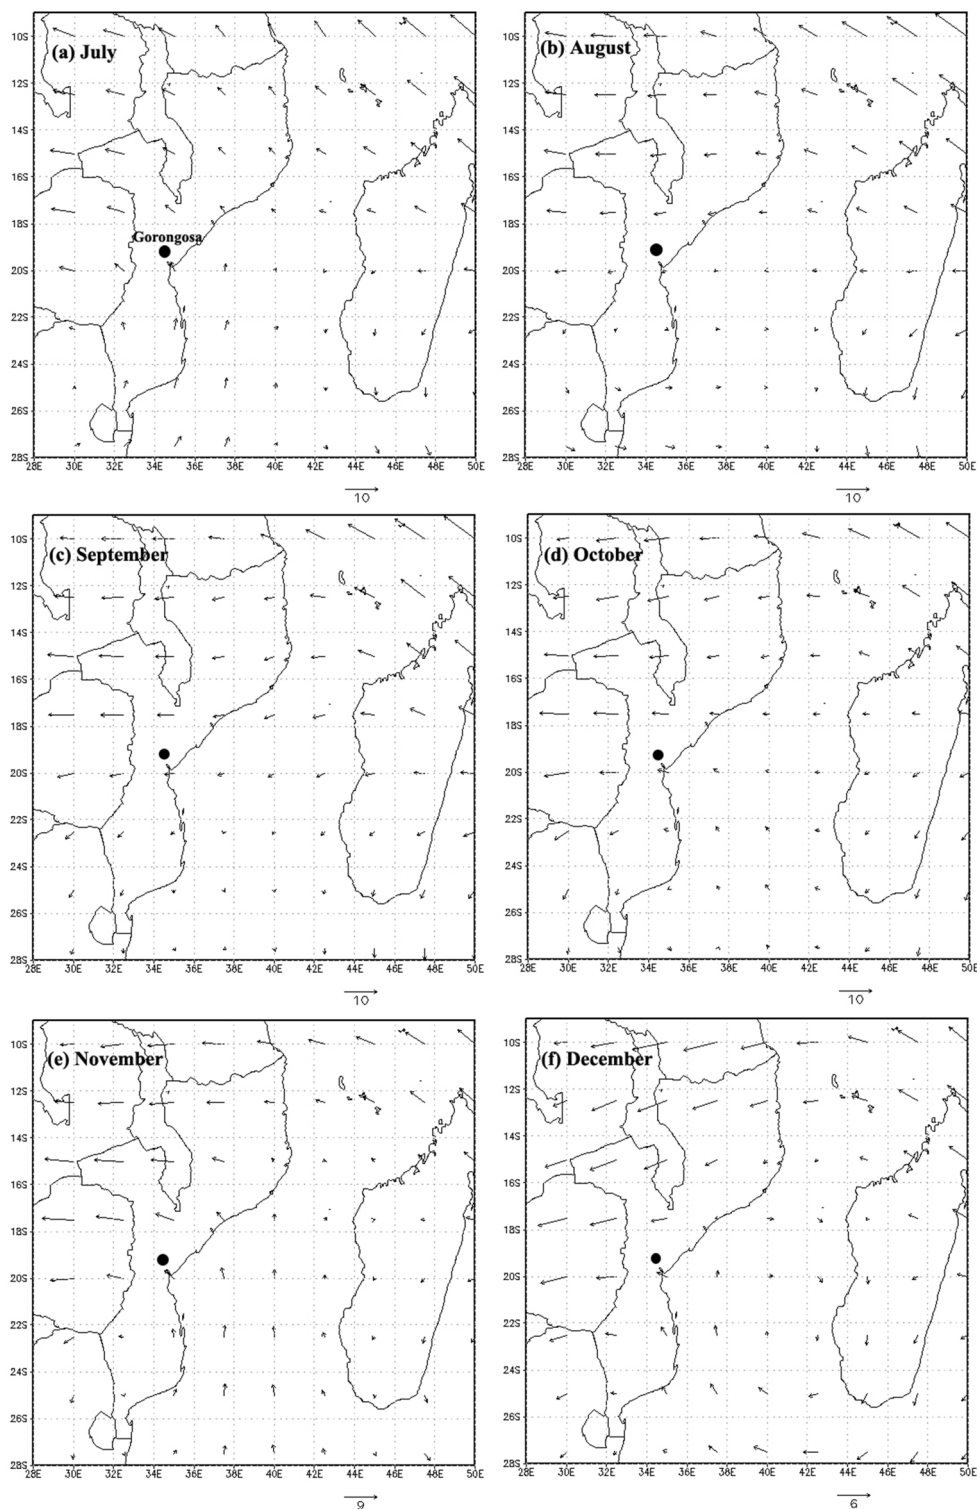 (a) July
Gorongosa
10S
12S
14S
16S
18S
20S
22S
24S
26S
28S
28E 30E 32E 34E 36E 38E 40E 42E 44E 46E 48E 50E
10
(b) August
10S
12S
14S
16S
18S
20S
22S
24S
26S
28S
28E 30E 32E 34E 36E 38E 40E 42E 44E 46E 48E 50E
10
(c) September
10S
12S
14S
16S
18S
20S
22S
24S
26S
28S
28E 30E 32E 34E 36E 38E 40E 42E 44E 46E 48E 50E
10
(d) October
10S
12S
14S
16S
18S
20S
22S
24S
26S
28S
28E 30E 32E 34E 36E 38E 40E 42E 44E 46E 48E 50E
10
(e) November
10S
12S
14S
16S
18S
20S
22S
24S
26S
28S
28E 30E 32E 34E 36E 38E 40E 42E 44E 46E 48E 50E
9
(f) December
10S
12S
14S
16S
18S
20S
22S
24S
26S
28S
28E 30E 32E 34E 36E 38E 40E 42E 44E 46E 48E 50E
6